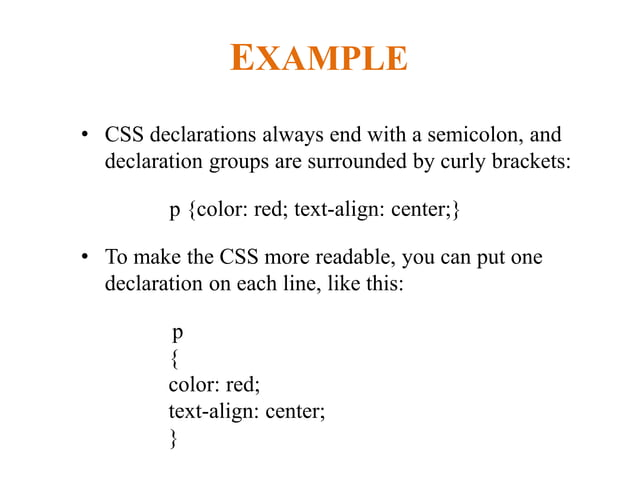 EXAMPLE
• CSS declarations always end with a semicolon, and
declaration groups are surrounded by curly brackets:
p {color: red; text-align: center;}
• To make the CSS more readable, you can put one
declaration on each line, like this:
p
{
color: red;
text-align: center;
}